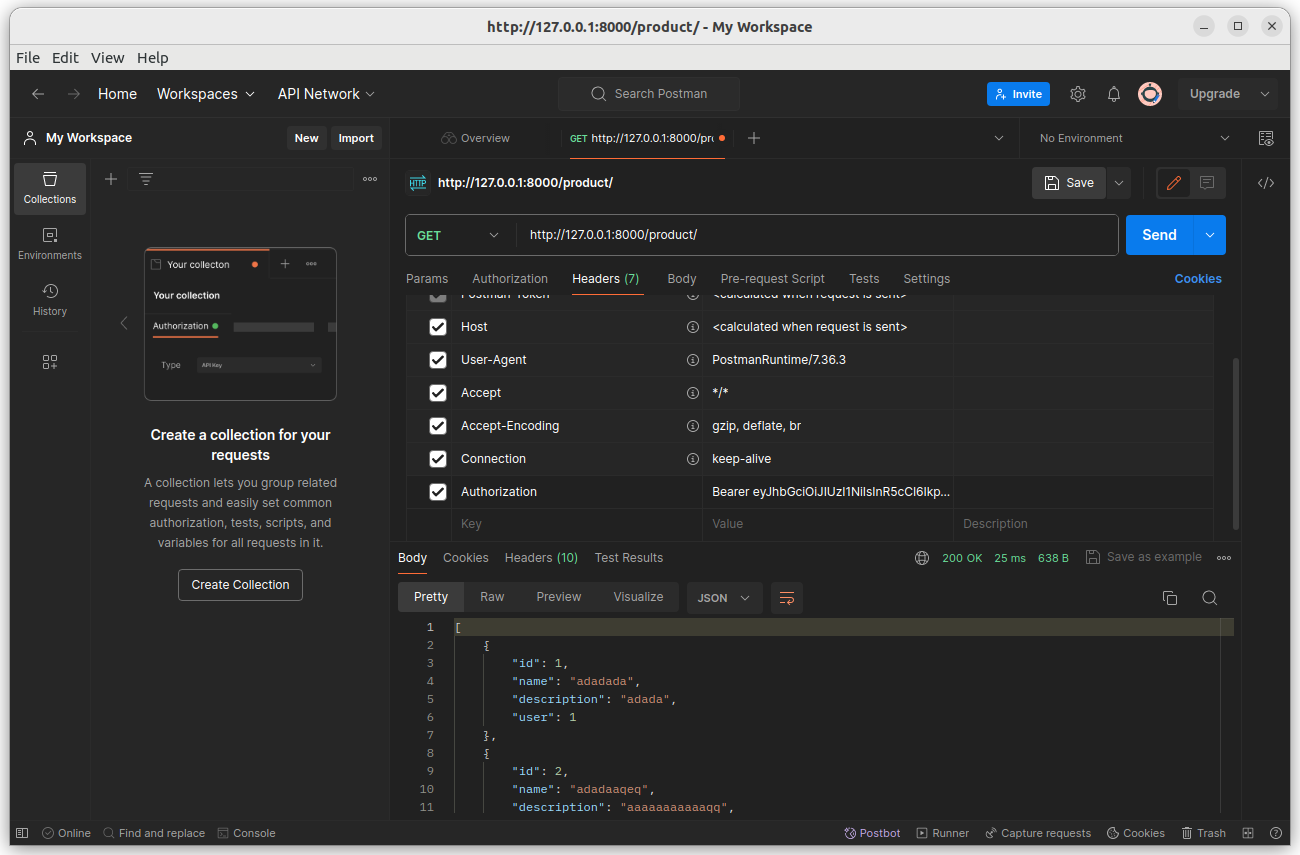 http://127.0.0.1:8000/product/ - My Workspace
File Edit View Help
Home Workspaces API Network Search Postman Invite Upgrade
My Workspace New Import Overview GET http://127.0.0.1:8000/pr No Environment
Collections
Environments
History
Your collecton
Your collection
Authorization
Type API Key
Create a collection for your
requests
A collection lets you group related
requests and easily set common
authorization, tests, scripts, and
variables for all requests in it.
Create Collection
HTTP http://127.0.0.1:8000/product/ Save
GET http://127.0.0.1:8000/product/ Send
Params Authorization Headers (7) Body Pre-request Script Tests Settings Cookies
Postman-Token <calculated when request is sent>
Host <calculated when request is sent>
User-Agent PostmanRuntime/7.36.3
Accept */*
Accept-Encoding gzip, deflate, br
Connection keep-alive
Authorization Bearer eyJhbGciOiJIUzI1NiIsInR5cCI6Ikp...
Key Value Description
Body Cookies Headers (10) Test Results 200 OK 25 ms 638 B Save as example
Pretty Raw Preview Visualize JSON
1 [
2 {
3 "id": 1,
4 "name": "adadada",
5 "description": "adada",
6 "user": 1
7 },
8 {
9 "id": 2,
10 "name": "adadaaqeq",
11 "description": "aaaaaaaaaaaqq",
Online Find and replace Console Postbot Runner Capture requests Cookies Trash